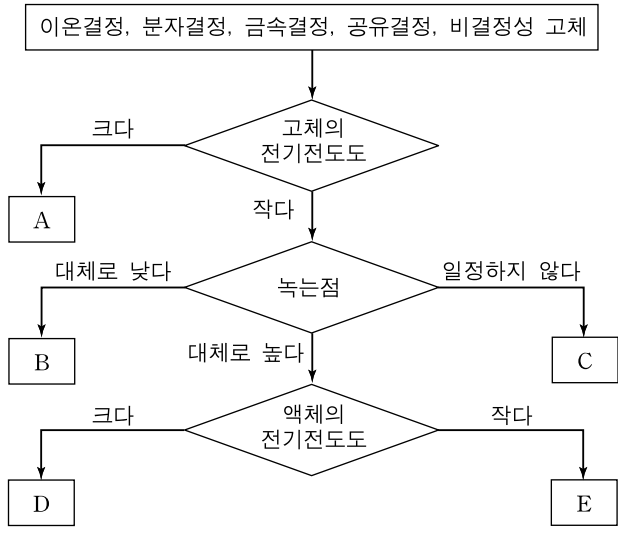 이온결정, 분자결정, 금속결정, 공유결정, 비결정성 고체
고체의
전기전도도
크다
A
작다
녹는점
대체로 낮다
일정하지 않다
B
C
대체로 높다
액체의
전기전도도
크다
작다
D
E